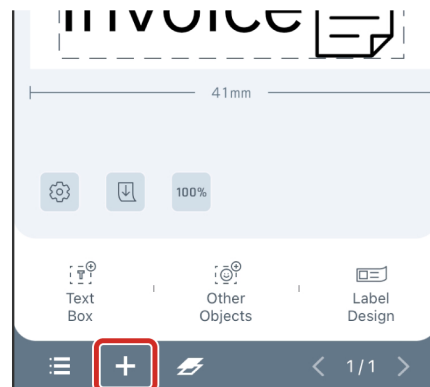 Invoice
41mm
100%
Text
Box
Other
Objects
Label
Design
1/1